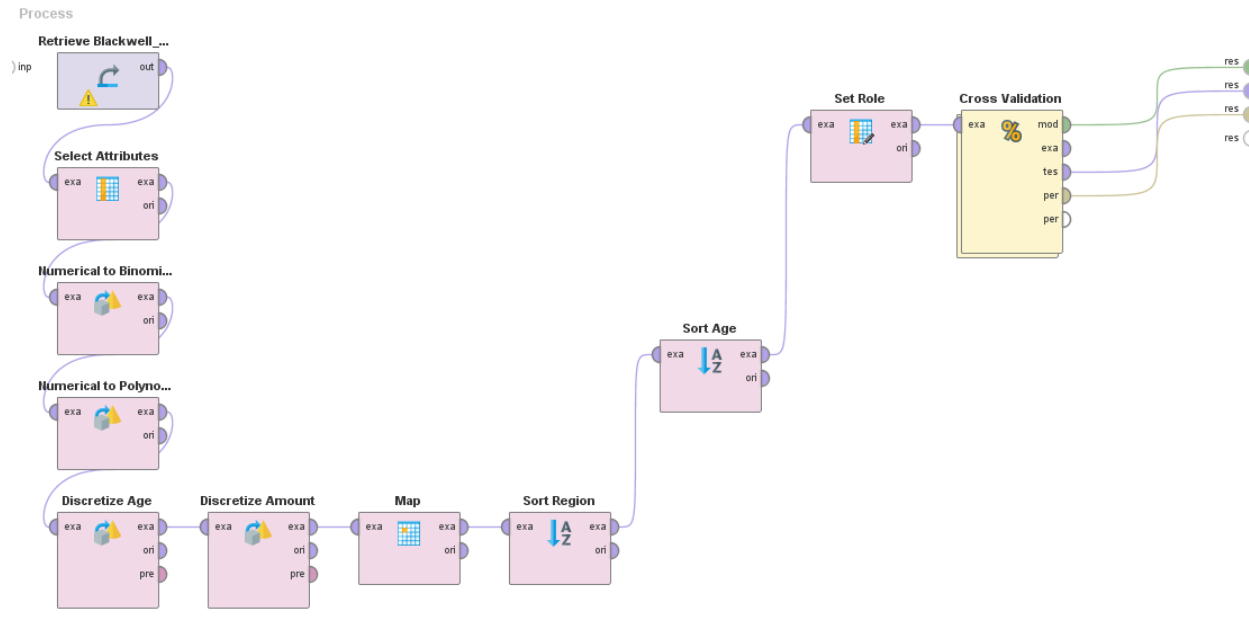 Process
Retrieve Blackwell_...
inp
out
Select Attributes
exa exa
ori
Numerical to Binomi...
exa exa
ori
Numerical to Polyno...
exa exa
ori
Discretize Age
exa exa
ori
pre
Discretize Amount
exa exa
ori
pre
Map
exa exa
ori
Sort Region
exa A Z exa
ori
Sort Age
exa A Z exa
ori
Set Role
exa exa
ori
Cross Validation
exa % mod
exa
tes
per
per
res
res
res
res